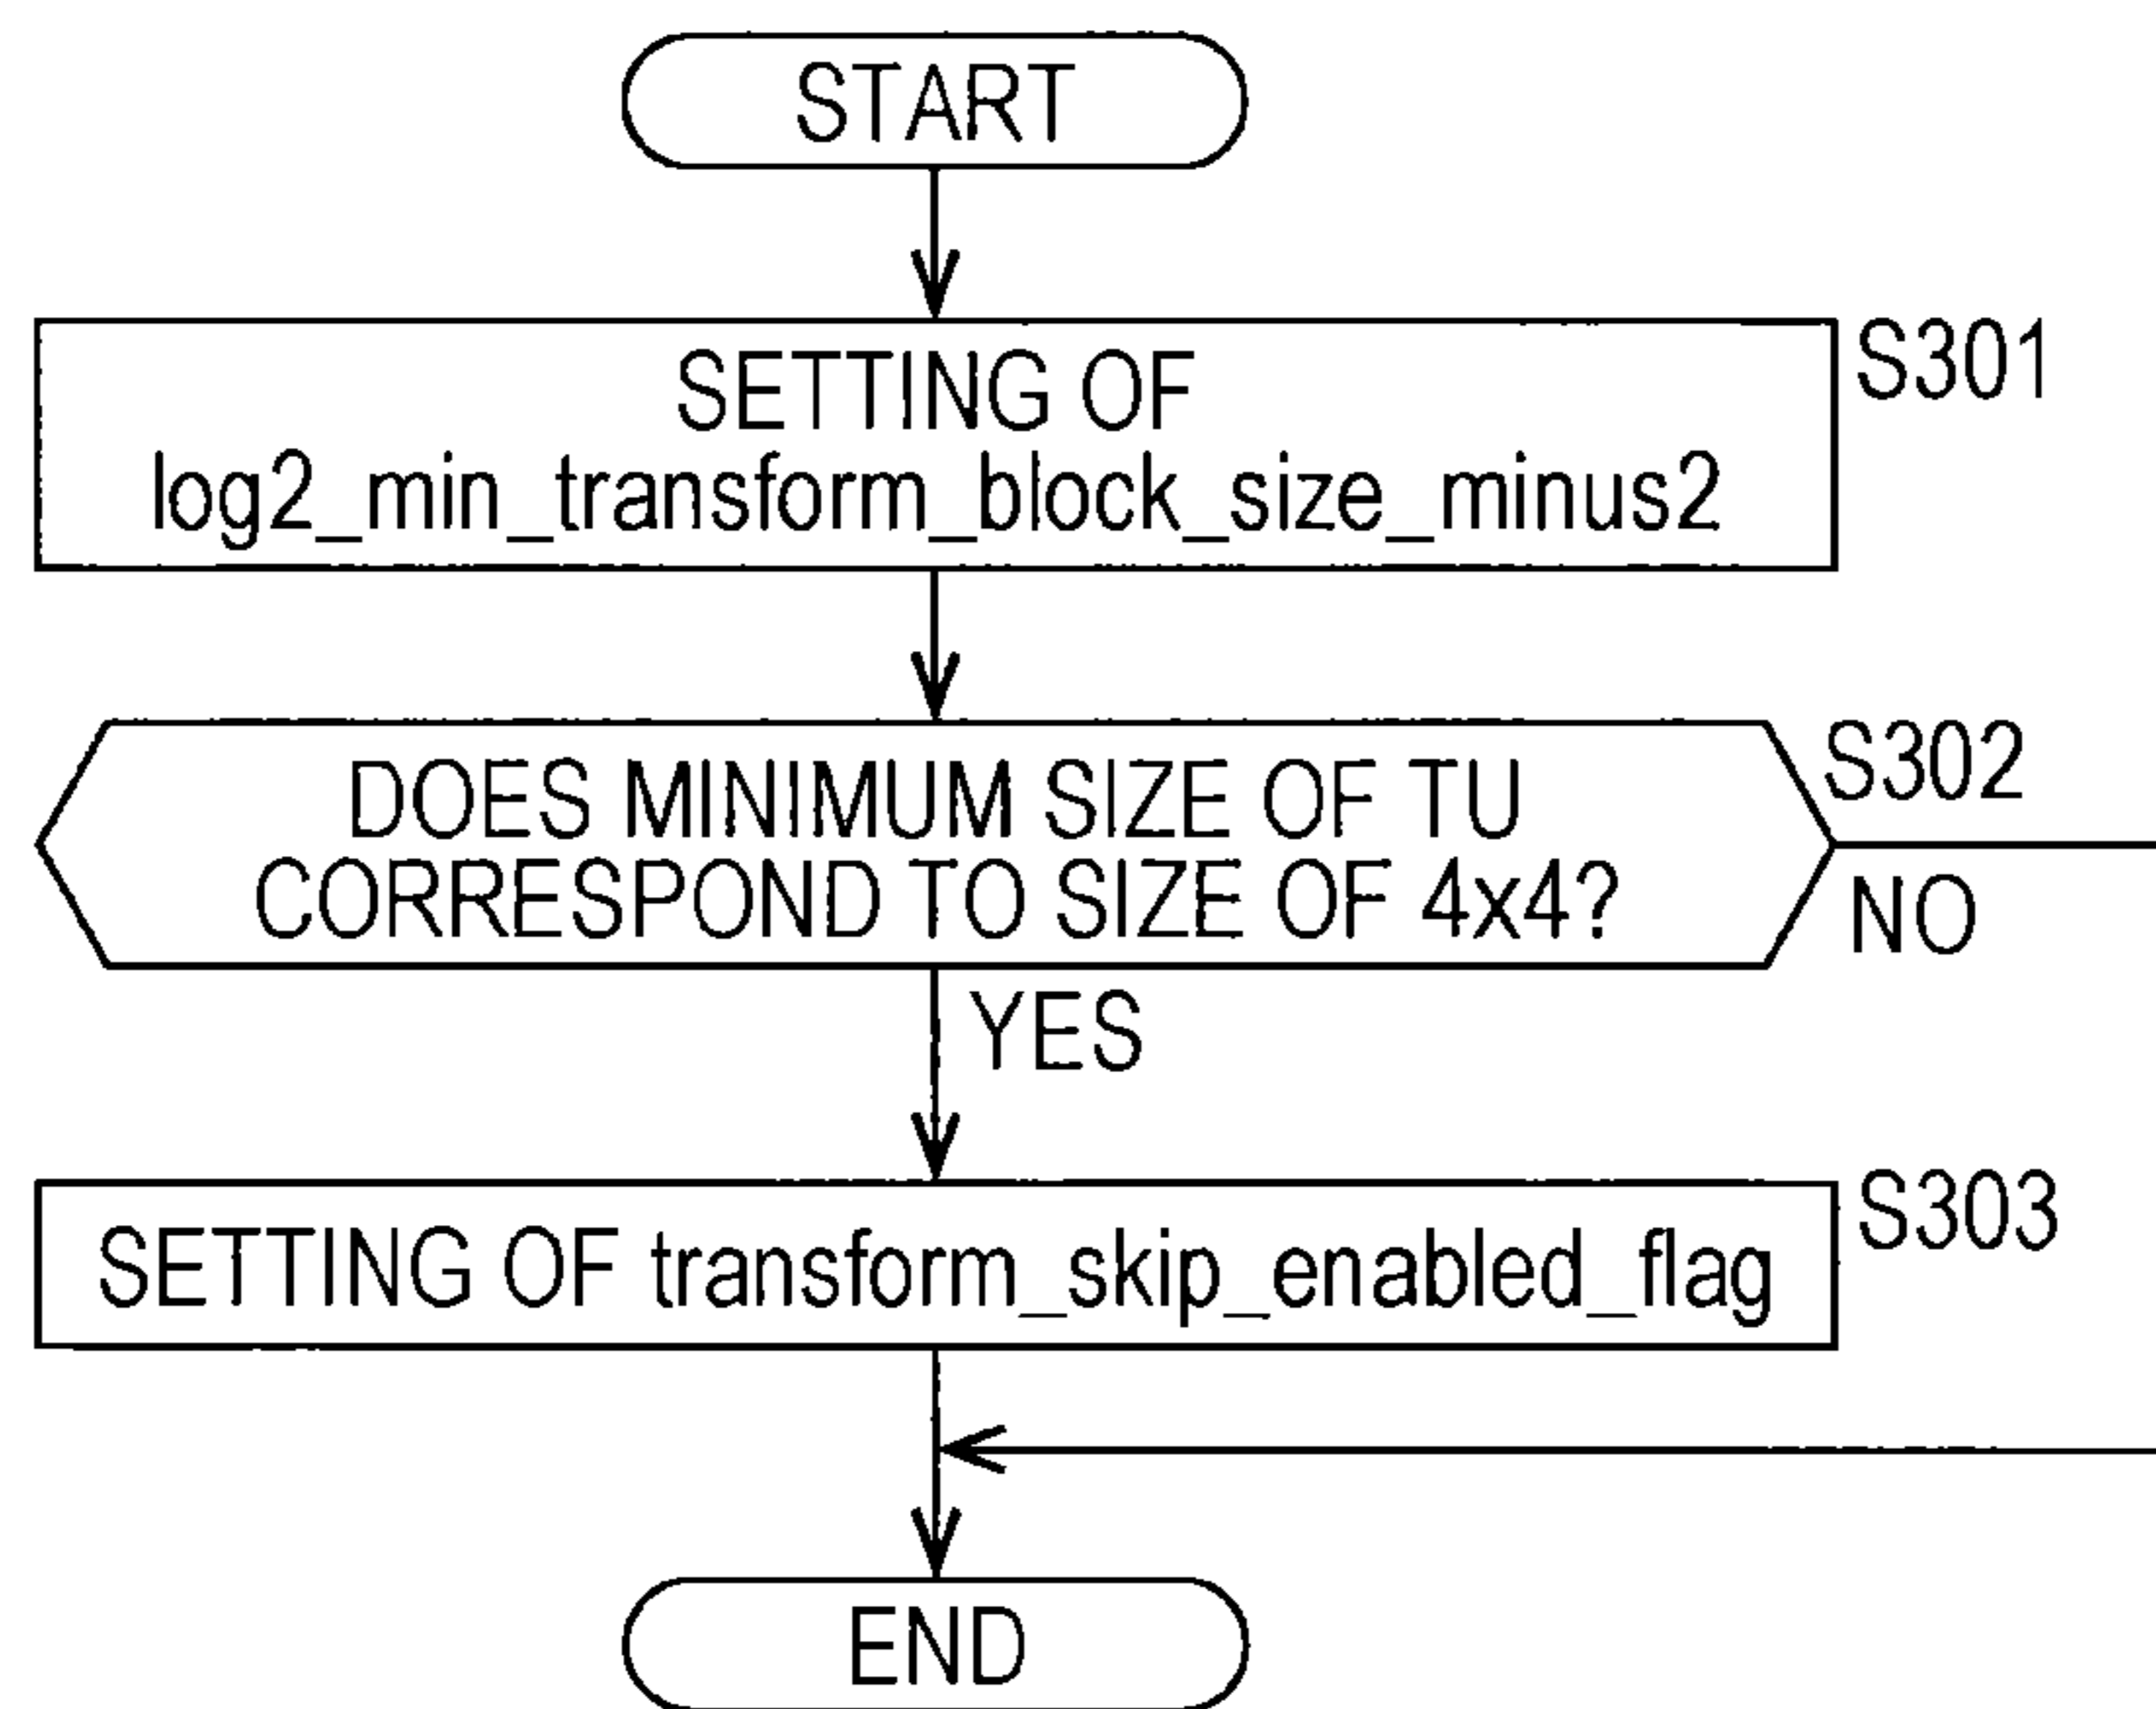 START
SETTING OF
log2_min_transform_block_size_minus2
S301
DOES MINIMUM SIZE OF TU
CORRESPOND TO SIZE OF 4x4?
S302
NO
YES
SETTING OF transform_skip_enabled_flag
S303
END